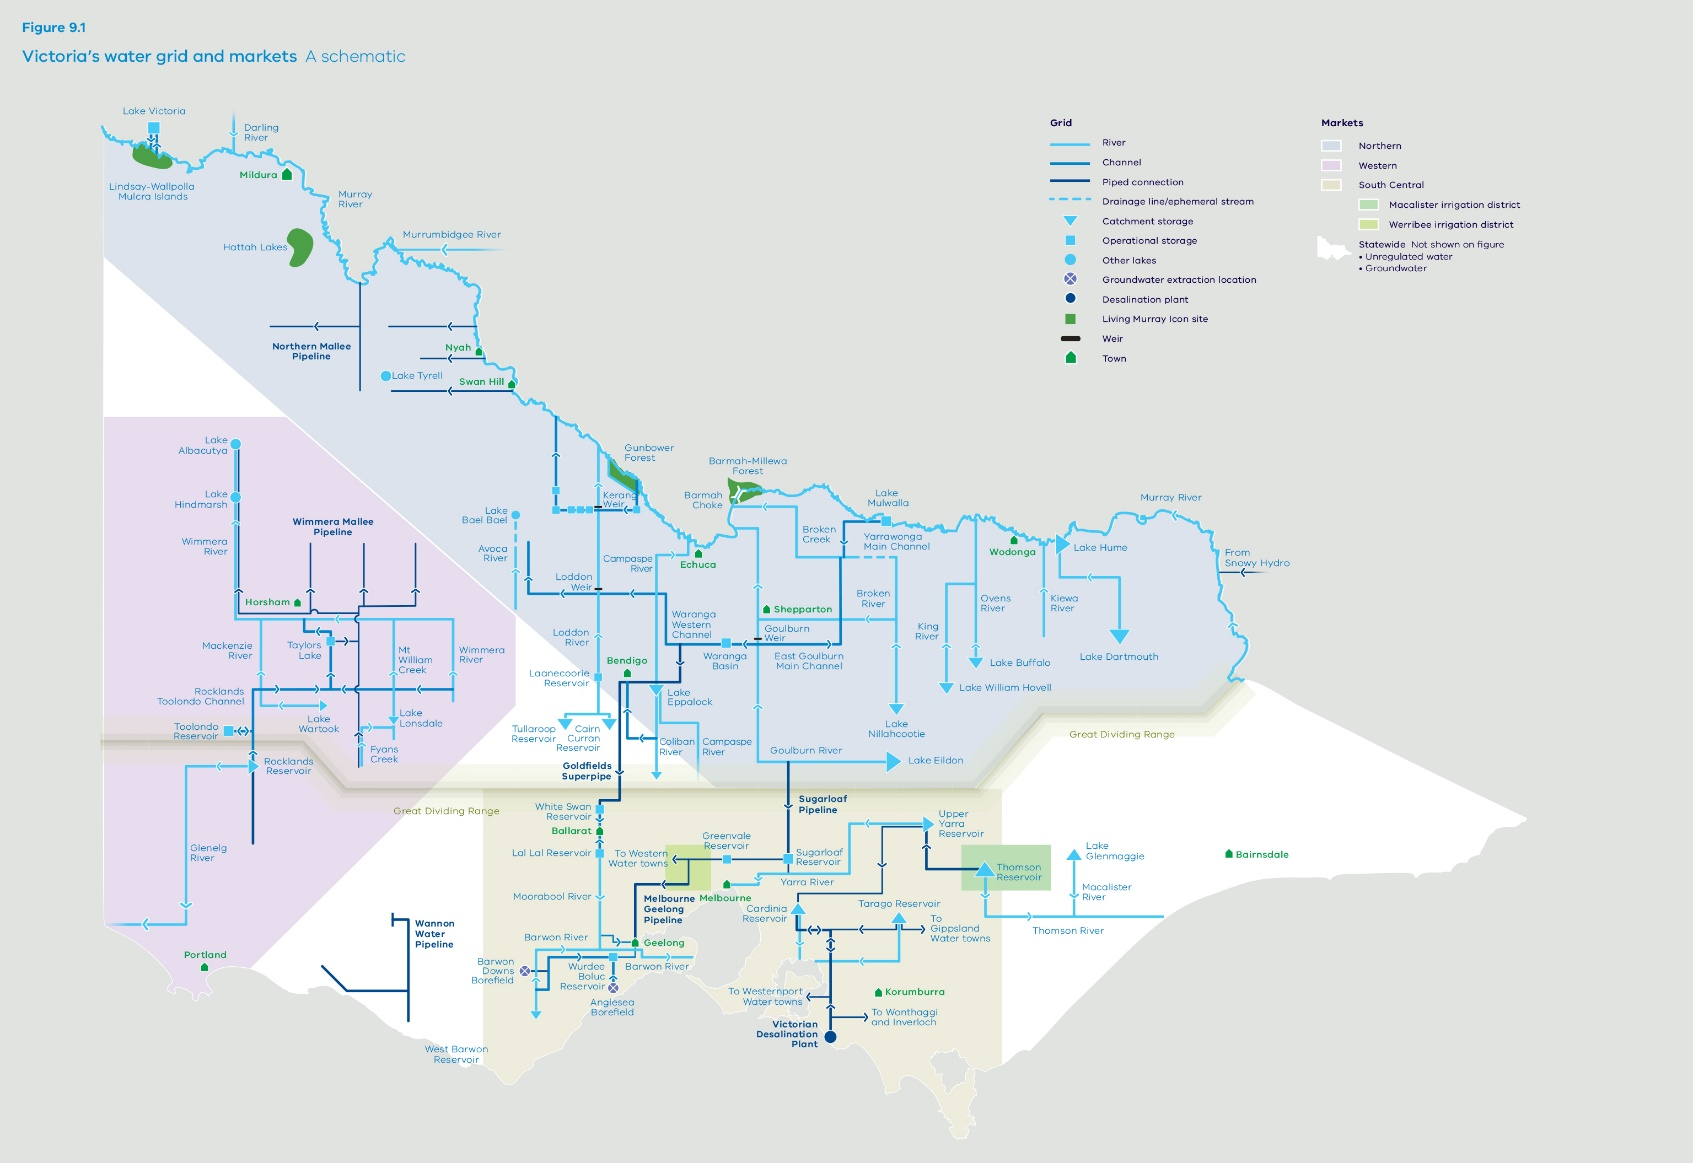 Figure 9.1
Victoria's water grid and markets A schematic
Lake Victoria
Darling
River
Mildura
Lindsay-Wallpolla
Mulcra Islands
Murray
River
Hattah Lakes
Murrumbidgee River
Northern Mallee
Pipeline
Nyah
Lake Tyrell
Swan Hill
Grid
River
Channel
Piped connection
Drainage line/ephemeral stream
Catchment storage
Operational storage
Other lakes
Groundwater extraction location
Desalination plant
Living Murray Icon site
Weir
Town
Markets
Northern
Western
South Central
Macalister irrigation district
Werribee irrigation district
Statewide Not shown on figure
• Unregulated water
• Groundwater
Lake
Albacutya
Lake
Hindmarsh
Wimmera
River
Wimmera Mallee
Pipeline
Horsham
Mackenzie
River
Taylors
Lake
Mt
William
Creek
Wimmera
River
Rocklands
Toolondo Channel
Lake
Wartook
Lake
Lonsdale
Toolondo
Reservoir
Fyans
Creek
Rocklands
Reservoir
Glenelg
River
Portland
Great Dividing Range
Wannon
Water
Pipeline
Gunbower
Forest
Kerang
Weir
Lake
Bael Bael
Avoca
River
Barmah-Millewa
Forest
Barmah
Choke
Lake
Mulwalla
Murray River
Broken
Creek
Yarrawonga
Main Channel
Wodonga
Lake Hume
From
Snowy Hydro
Campaspe
River
Echuca
Loddon
Weir
Shepparton
Broken
River
Ovens
River
Kiewa
River
Waranga
Western
Channel
Goulburn
Weir
King
River
Loddon
River
Waranga
Basin
East Goulburn
Main Channel
Lake Buffalo
Lake Dartmouth
Bendigo
Laanecoorie
Reservoir
Lake
Eppalock
Lake William Hovell
Tullaroop
Reservoir
Cairn
Curran
Reservoir
Coliban
River
Campaspe
River
Lake
Nillahcootie
Great Dividing Range
Goulburn River
Lake Eildon
Goldfields
Superpipe
Sugarloaf
Pipeline
White Swan
Reservoir
Ballarat
Lal Lal Reservoir
To Western
Water towns
Greenvale
Reservoir
Sugarloaf
Reservoir
Upper
Yarra
Reservoir
Yarra River
Melbourne
Thomson
Reservoir
Lake
Glenmaggie
Bairnsdale
Macalister
River
Thomson River
Moorabool River
Melbourne
Geelong
Pipeline
Cardinia
Reservoir
Tarago Reservoir
To
Gippsland
Water towns
Barwon River
Geelong
Barwon
Downs
Borefield
Wurdee
Boluc
Reservoir
Barwon River
Anglesea
Borefield
West Barwon
Reservoir
To Westernport
Water towns
Korumburra
To Wonthaggi
and Inverloch
Victorian
Desalination
Plant